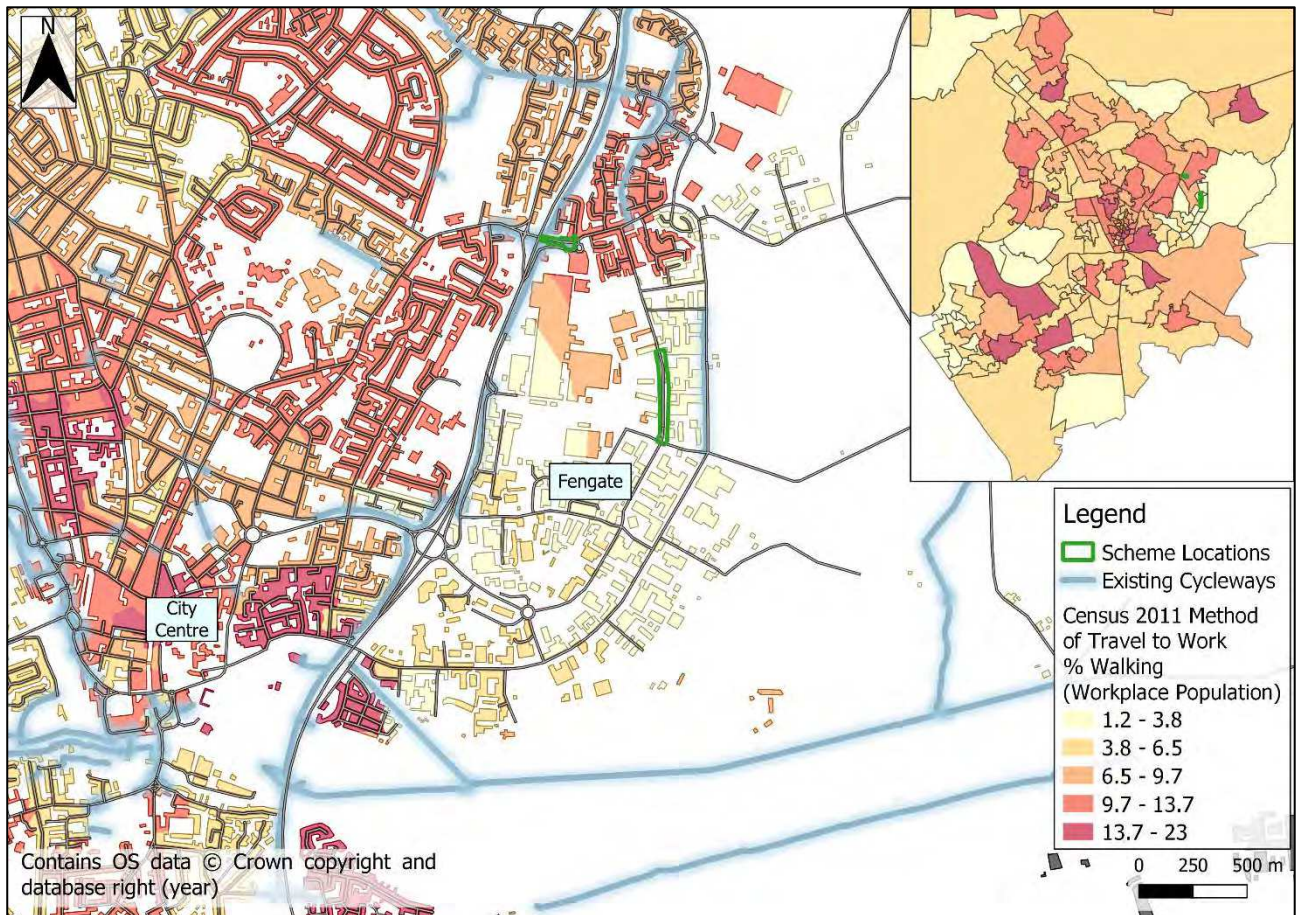 N
Fengate
City
Centre
Legend
Scheme Locations
Existing Cycleways
Census 2011 Method
of Travel to Work
% Walking
(Workplace Population)
1.2 - 3.8
3.8 - 6.5
6.5 - 9.7
9.7 - 13.7
13.7 - 23
0 250 500 m
Contains OS data © Crown copyright and
database right (year)